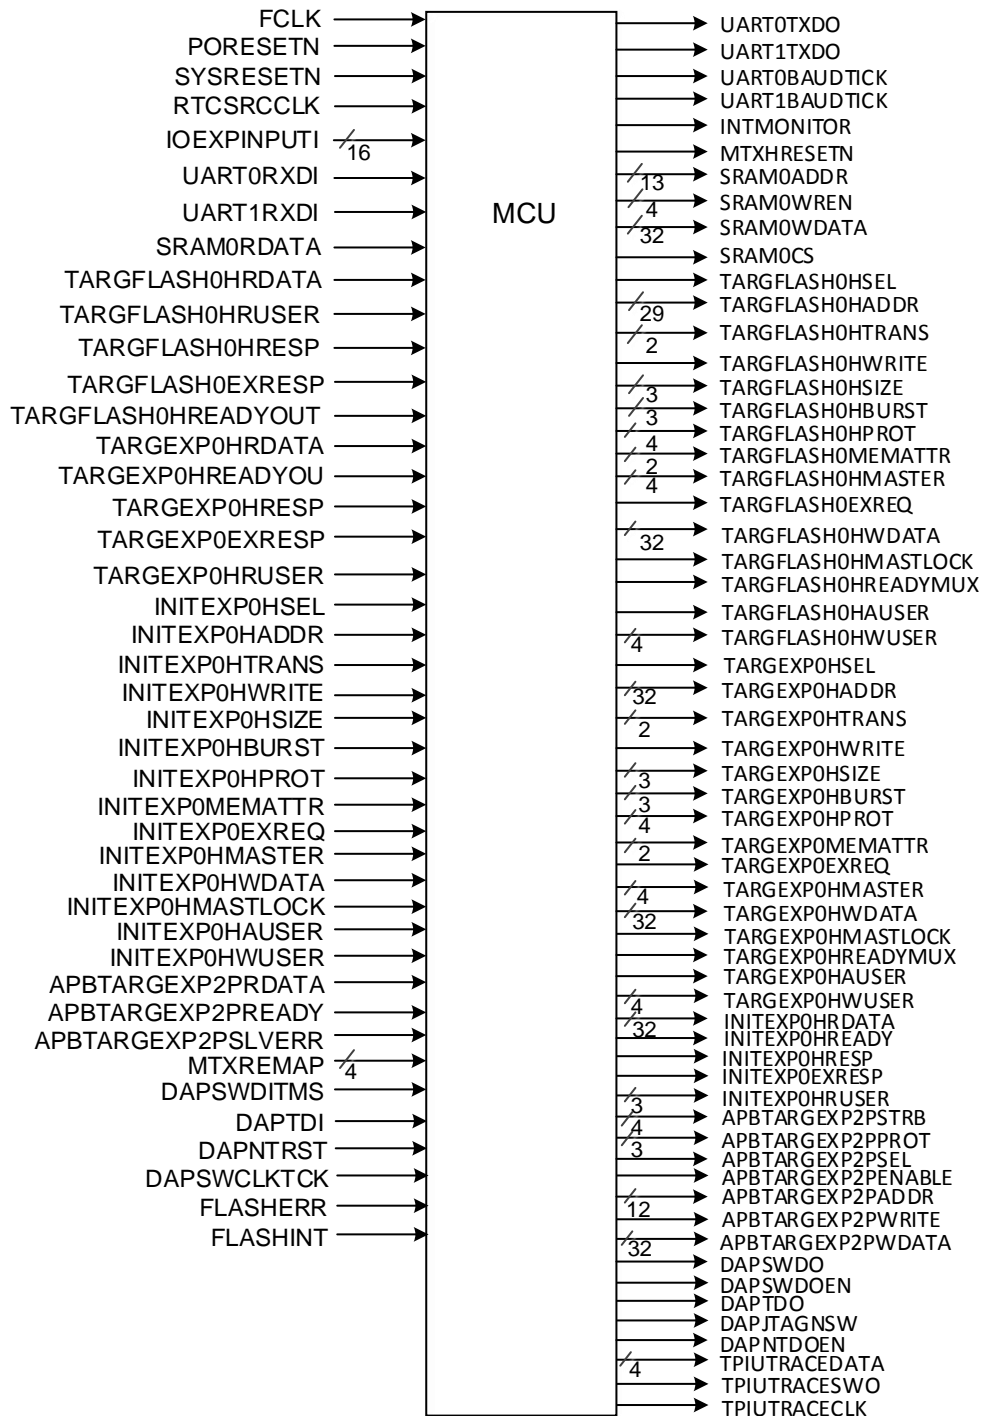 FCLK
PORESETN
SYSRESETN
RTCSRCCLK
IOEXPINPUTI
16
UART0RXDI
UART1RXDI
SRAM0RDATA
TARGFLASH0HRDATA
TARGFLASH0HRUSER
TARGFLASH0HRESP
TARGFLASH0EXRESP
TARGFLASH0HREADYOUT
TARGEXP0HRDATA
TARGEXP0HREADYOU
TARGEXP0HRESP
TARGEXP0EXRESP
TARGEXP0HRUSER
INITEXP0HSEL
INITEXP0HADDR
INITEXP0HTRANS
INITEXP0HWRITE
INITEXP0HSIZE
INITEXP0HBURST
INITEXP0HPROT
INITEXP0MEMATTR
INITEXP0EXREQ
INITEXP0HMASTER
INITEXP0HWDATA
INITEXP0HMASTLOCK
INITEXP0HAUSER
INITEXP0HWUSER
APBTARGEXP2PRDATA
APBTARGEXP2PREADY
APBTARGEXP2PSLVERR
MTXREMAP
4
DAPSWDITMS
DAPTDI
DAPNTRST
DAPSWCLKTCK
FLASHERR
FLASHINT
MCU
UART0TXDO
UART1TXDO
UART0BAUDTICK
UART1BAUDTICK
INTMONITOR
MTXHRESETN
13 SRAM0ADDR
4 SRAM0WREN
32 SRAM0WDATA
SRAM0CS
TARGFLASH0HSEL
29 TARGFLASH0HADDR
2 TARGFLASH0HTRANS
TARGFLASH0HWRITE
3 TARGFLASH0HSIZE
3 TARGFLASH0HBURST
4 TARGFLASH0HPROT
2 TARGFLASH0MEMATTR
4 TARGFLASH0HMASTER
TARGFLASH0EXREQ
32 TARGFLASH0HWDATA
TARGFLASH0HMASTLOCK
TARGFLASH0HREADYMUX
TARGFLASH0HAUSER
4 TARGFLASH0HWUSER
TARGEXP0HSEL
32 TARGEXP0HADDR
2 TARGEXP0HTRANS
TARGEXP0HWRITE
3 TARGEXP0HSIZE
3 TARGEXP0HBURST
4 TARGEXP0HPROT
2 TARGEXP0MEMATTR
TARGEXP0EXREQ
4 TARGEXP0HMASTER
32 TARGEXP0HWDATA
TARGEXP0HMASTLOCK
TARGEXP0HREADYMUX
TARGEXP0HAUSER
4 TARGEXP0HWUSER
32 INITEXP0HRDATA
INITEXP0HREADY
INITEXP0HRESP
INITEXP0EXRESP
3 INITEXP0HRUSER
4 APBTARGEXP2PSTRB
3 APBTARGEXP2PPROT
APBTARGEXP2PSEL
APBTARGEXP2PENABLE
12 APBTARGEXP2PADDR
APBTARGEXP2PWRITE
32 APBTARGEXP2PWDATA
DAPSWDO
DAPSWDOEN
DAPTDO
DAPJTAGNSW
DAPNTDOEN
4 TPIUTRACEDATA
TPIUTRACESWO
TPIUTRACECLK